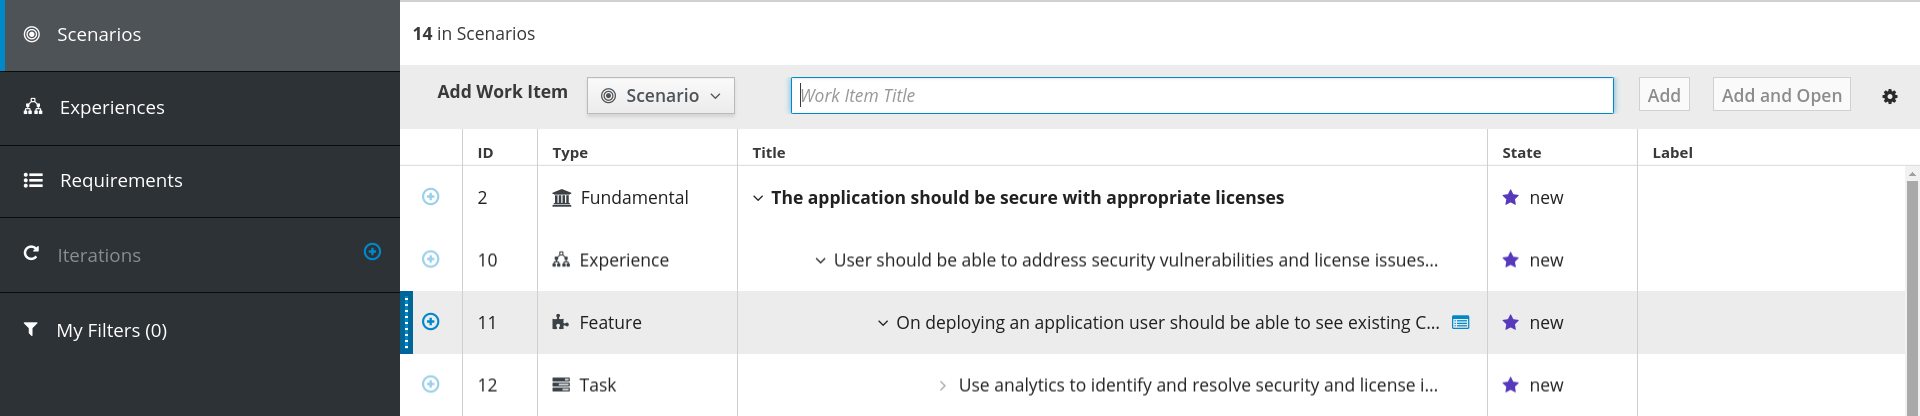 Scenarios
Experiences
Requirements
Iterations
My Filters (0)
14 in Scenarios
Add Work Item Scenario Work Item Title Add Add and Open
ID Type Title State Label
2 Fundamental The application should be secure with appropriate licenses new
10 Experience User should be able to address security vulnerabilities and license issues... new
11 Feature On deploying an application user should be able to see existing C... new
12 Task Use analytics to identify and resolve security and license i... new